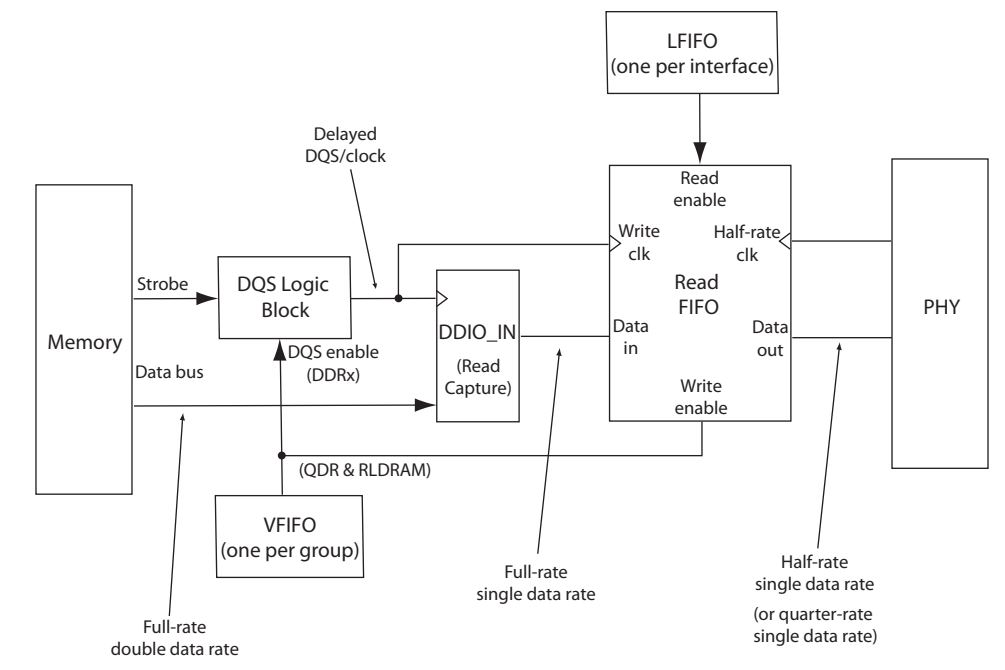 LFIFO
(one per interface)
Delayed
DQS/clock
Read
enable
Write
clk
Half-rate
clk
Read
FIFO
Data
in
Data
out
Write
enable
PHY
Memory
Strobe
DQS Logic
Block
DDIO_IN
(Read
Capture)
DQS enable
(DDRx)
Data bus
(QDR & RLDRAM)
VFIFO
(one per group)
Full-rate
double data rate
Full-rate
single data rate
Half-rate
single data rate
(or quarter-rate
single data rate)